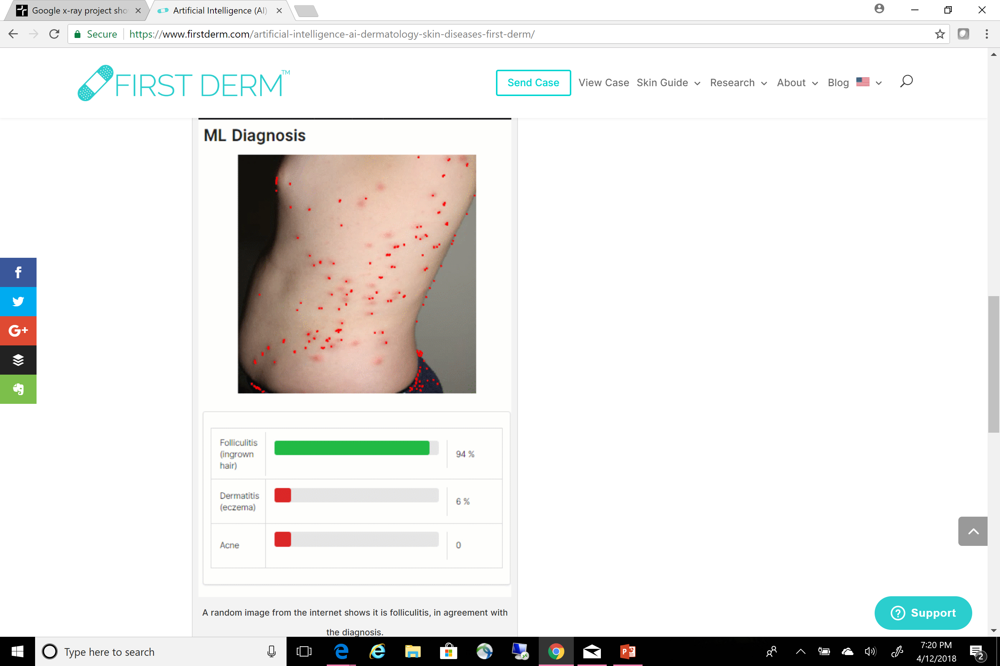 Google x-ray project sho
Artificial Intelligence (AI)
Secure
https://www.firstderm.com/artificial-intelligence-ai-dermatology-skin-diseases-first-derm/
FIRST DERM™
Send Case
View Case
Skin Guide
Research
About
Blog
ML Diagnosis
f
G+
Folliculitis
(ingrown
hair)
94 %
Dermatitis
(eczema)
6 %
Acne
0
A random image from the internet shows it is folliculitis, in agreement with
the diagnosis.
? Support
Type here to search
7:20 PM
4/12/2018
2